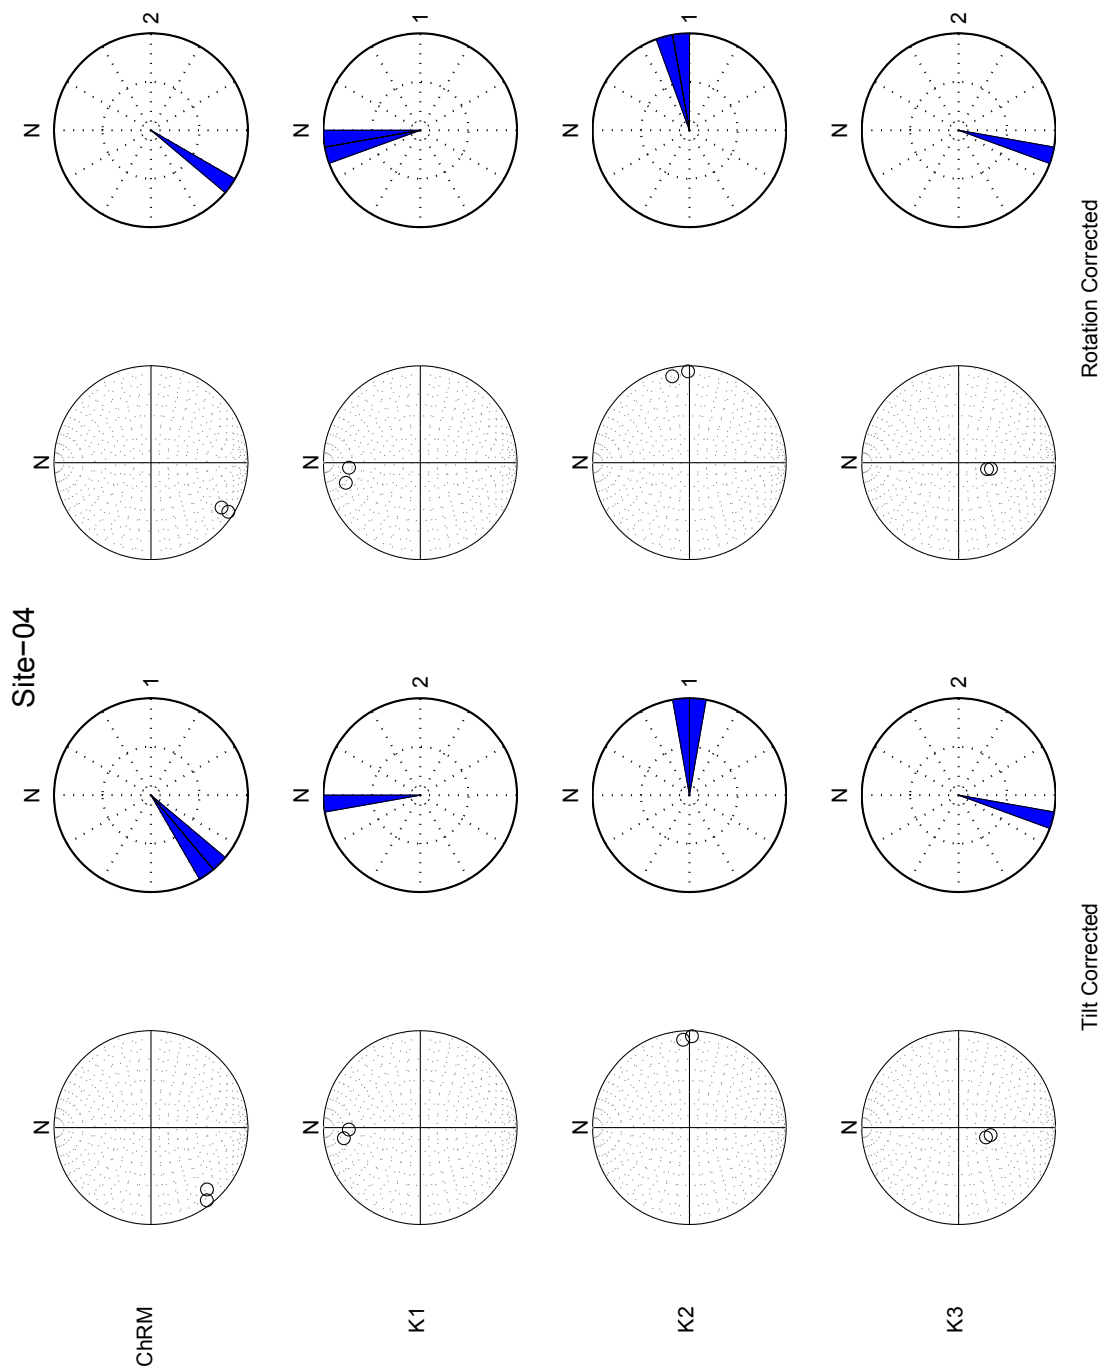 Site−04
N N N N
ChRM 1 2
N N N N
K1 2 1
N N N N
K2 1 1
N N N N
K3 2 2
Tilt Corrected Rotation Corrected